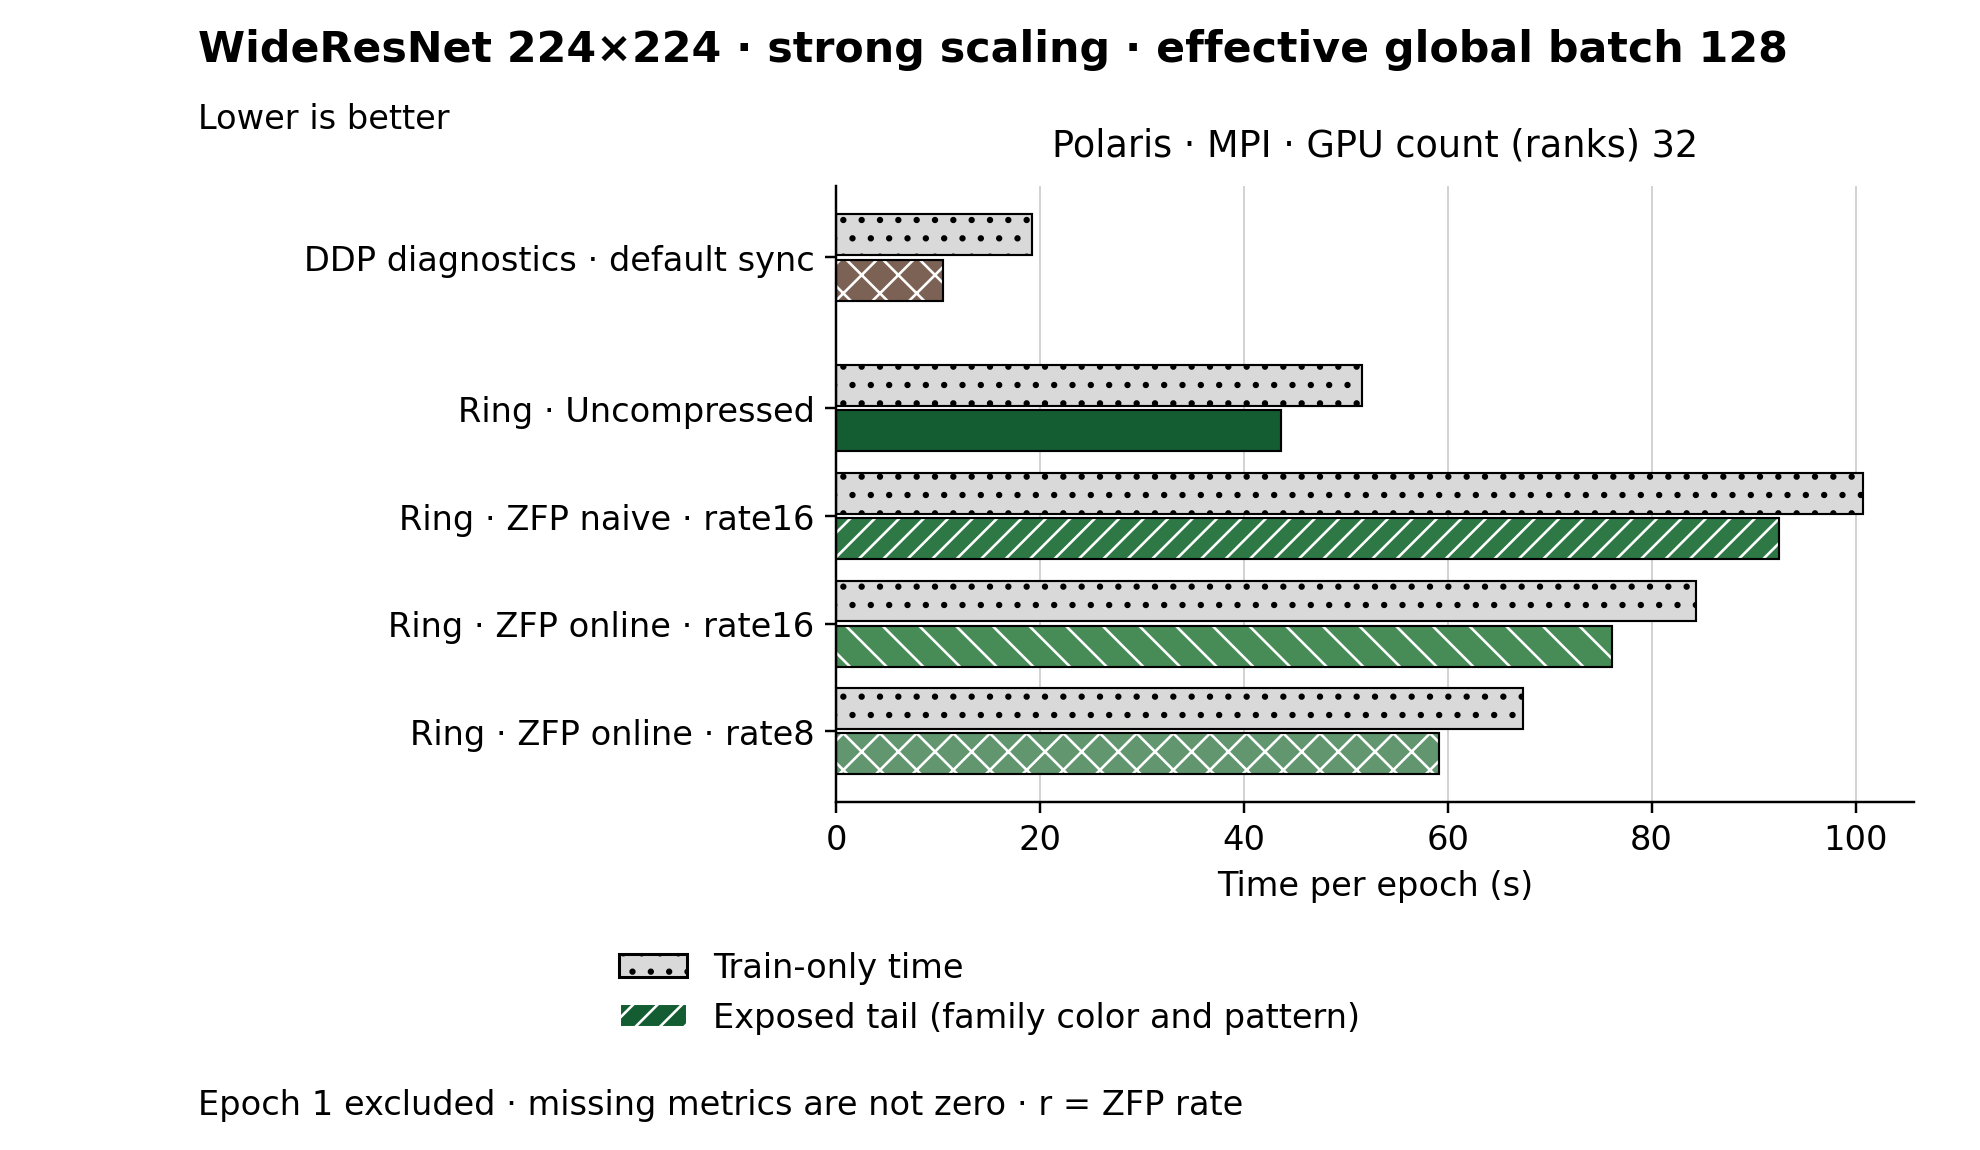 WideResNet 224×224 · strong scaling · effective global batch 128
Lower is better
Polaris · MPI · GPU count (ranks) 32
DDP diagnostics · default sync
Ring · Uncompressed
Ring · ZFP naive · rate16
Ring · ZFP online · rate16
Ring · ZFP online · rate8
0 20 40 60 80 100
Time per epoch (s)
Train-only time
Exposed tail (family color and pattern)
Epoch 1 excluded · missing metrics are not zero · r = ZFP rate